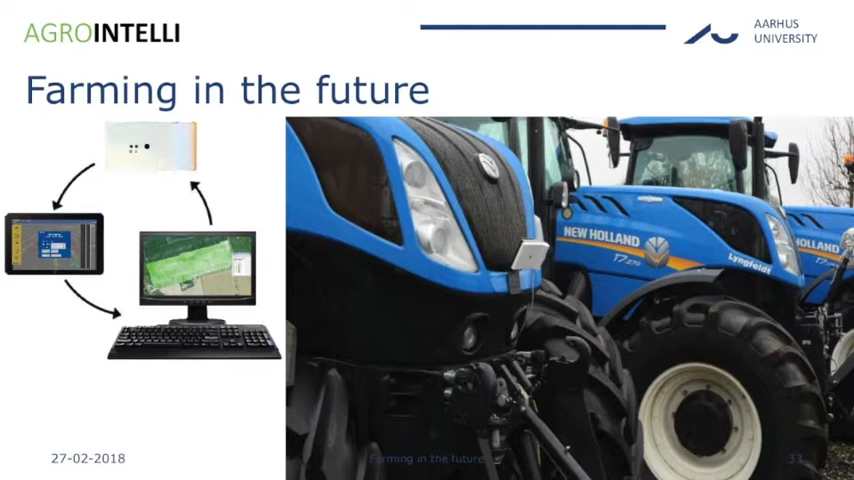 AGROINTELLI
AARHUS
UNIVERSITY
Farming in the future
NEW HOLLAND
T7.270
Lyngfeldt
HOLLAND
27-02-2018
Farming in the future
33